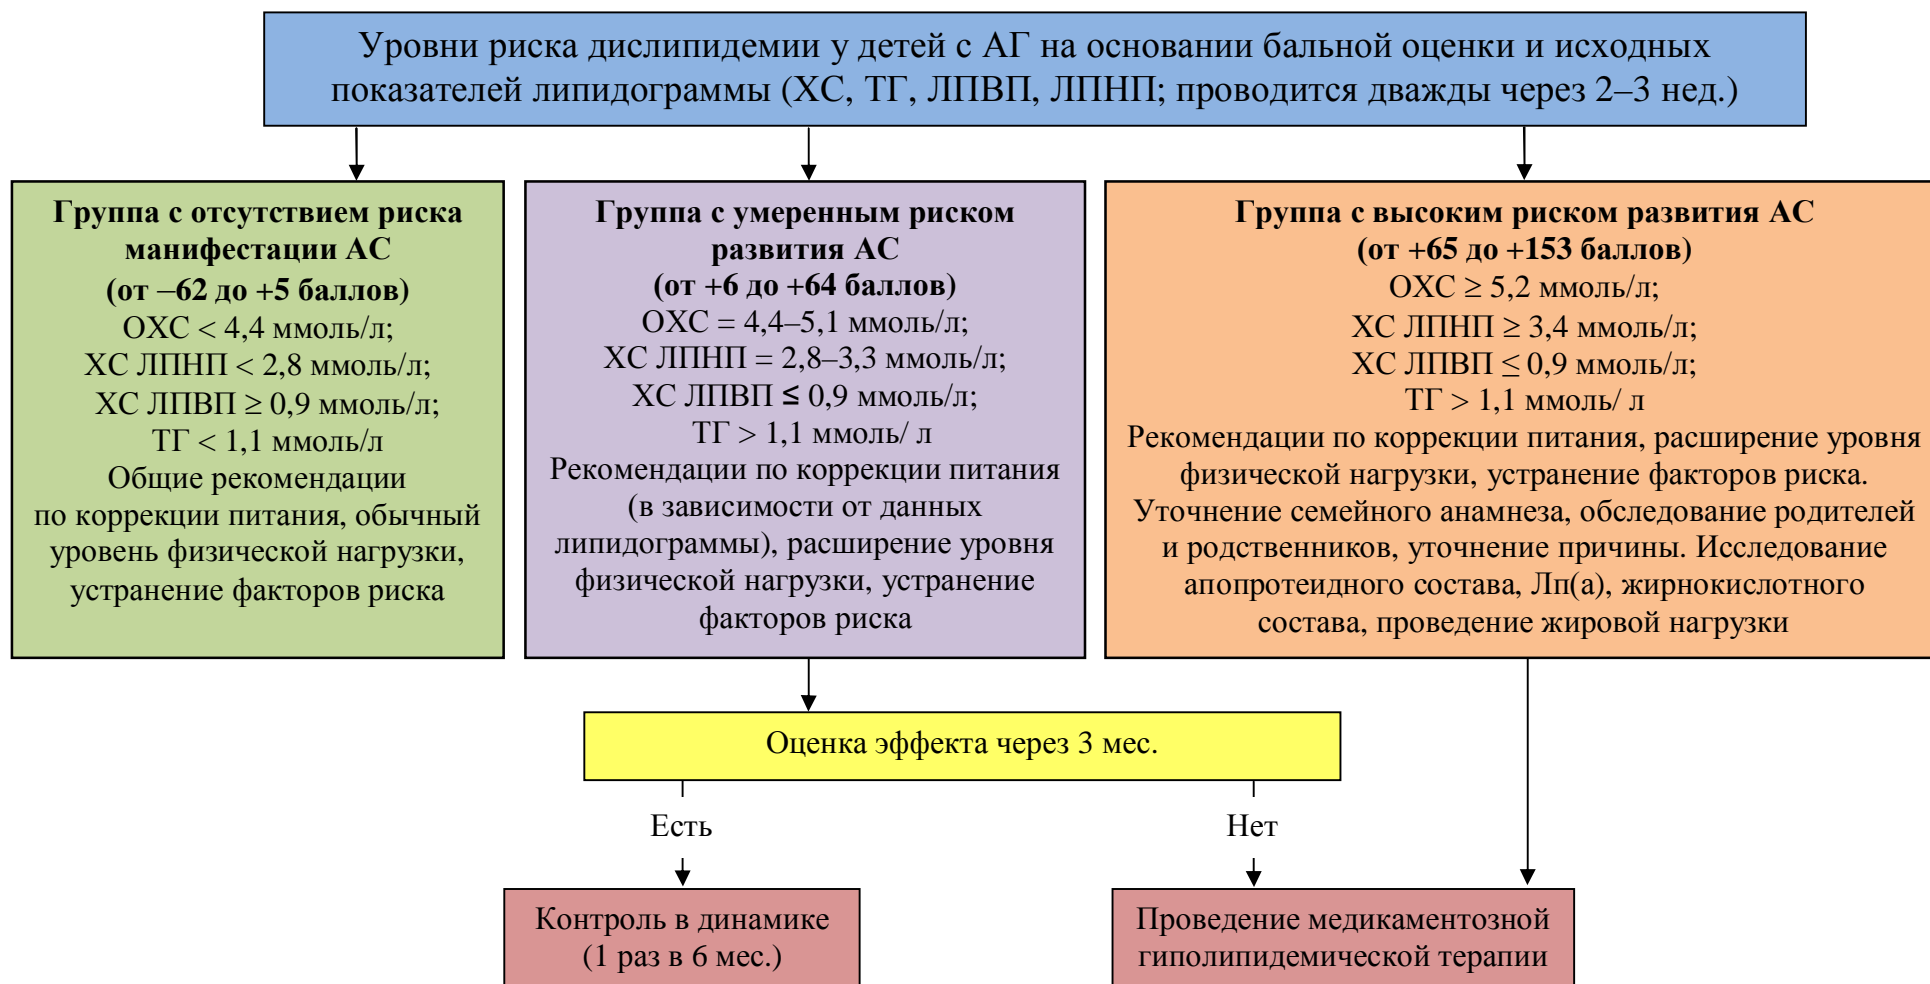 Уровни риска дислипидемии у детей с АГ на основании бальной оценки и исходных
показателей липидограммы (ХС, ТГ, ЛПВП, ЛПНП; проводится дважды через 2–3 нед.)
Группа с отсутствием риска
манифестации АС
(от –62 до +5 баллов)
ОХС < 4,4 ммоль/л;
ХС ЛПНП < 2,8 ммоль/л;
ХС ЛПВП ≥ 0,9 ммоль/л;
ТГ < 1,1 ммоль/л
Общие рекомендации
по коррекции питания, обычный
уровень физической нагрузки,
устранение факторов риска
Группа с умеренным риском
развития АС
(от +6 до +64 баллов)
ОХС = 4,4–5,1 ммоль/л;
ХС ЛПНП = 2,8–3,3 ммоль/л;
ХС ЛПВП ≤ 0,9 ммоль/л;
ТГ > 1,1 ммоль/ л
Рекомендации по коррекции питания
(в зависимости от данных
липидограммы), расширение уровня
физической нагрузки, устранение
факторов риска
Группа с высоким риском развития АС
(от +65 до +153 баллов)
ОХС ≥ 5,2 ммоль/л;
ХС ЛПНП ≥ 3,4 ммоль/л;
ХС ЛПВП ≤ 0,9 ммоль/л;
ТГ > 1,1 ммоль/ л
Рекомендации по коррекции питания, расширение уровня
физической нагрузки, устранение факторов риска.
Уточнение семейного анамнеза, обследование родителей
и родственников, уточнение причины. Исследование
апопротеидного состава, Лп(а), жирнокислотного
состава, проведение жировой нагрузки
Оценка эффекта через 3 мес.
Есть
Нет
Контроль в динамике
(1 раз в 6 мес.)
Проведение медикаментозной
гиполипидемической терапии